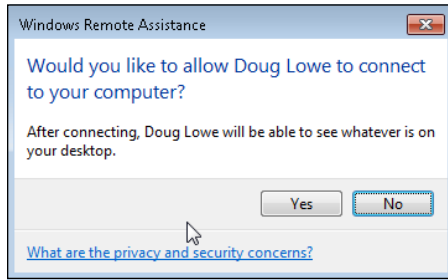 Windows Remote Assistance
Would you like to allow Doug Lowe to connect
to your computer?
After connecting, Doug Lowe will be able to see whatever is on
your desktop.
Yes
No
What are the privacy and security concerns?